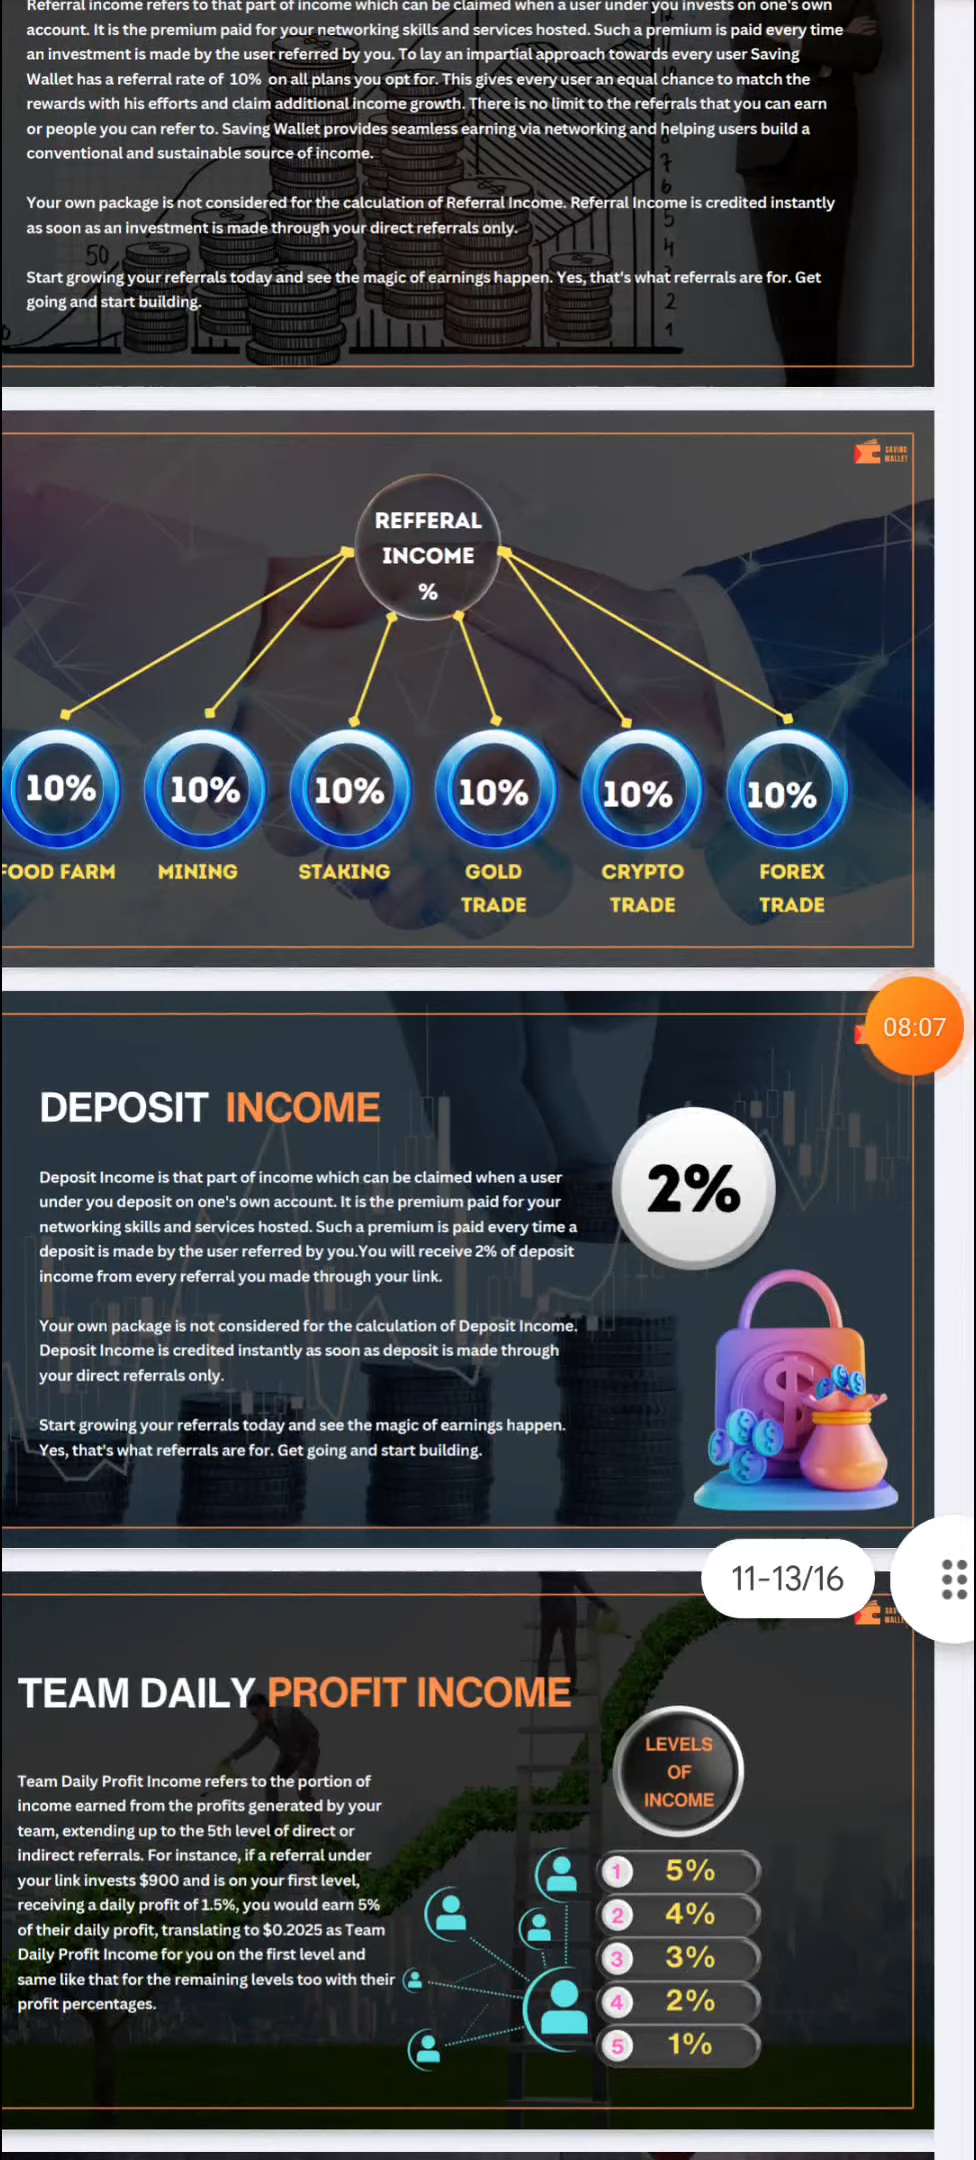 Referral income refers to that part of income which can be claimed when a user under you invests on one's own
account. It is the premium paid for your networking skills and services hosted. Such a premium is paid every time
an investment is made by the user referred by you. To lay an impartial approach towards every user Saving
Wallet has a referral rate of 10% on all plans you opt for. This gives every user an equal chance to match the
rewards with his efforts and claim additional income growth. There is no limit to the referrals that you can earn
or people you can refer to. Saving Wallet provides seamless earning via networking and helping users build a
conventional and sustainable source of income.
Your own package is not considered for the calculation of Referral Income. Referral Income is credited instantly
as soon as an investment is made through your direct referrals only.
50
Start growing your referrals today and see the magic of earnings happen. Yes, that's what referrals are for. Get
going and start building.
7
6
5
4
2
1
SAVING
WALLET
REFFERAL
INCOME
%
10% 10% 10% 10% 10% 10%
FOOD FARM MINING STAKING GOLD TRADE CRYPTO TRADE FOREX TRADE
08:07
DEPOSIT INCOME
2%
Deposit Income is that part of income which can be claimed when a user
under you deposit on one's own account. It is the premium paid for your
networking skills and services hosted. Such a premium is paid every time a
deposit is made by the user referred by you.You will receive 2% of deposit
income from every referral you made through your link.
Your own package is not considered for the calculation of Deposit Income.
Deposit Income is credited instantly as soon as deposit is made through
your direct referrals only.
Start growing your referrals today and see the magic of earnings happen.
Yes, that's what referrals are for. Get going and start building.
11-13/16
TEAM DAILY PROFIT INCOME
Team Daily Profit Income refers to the portion of
income earned from the profits generated by your
team, extending up to the 5th level of direct or
indirect referrals. For instance, if a referral under
your link invests $900 and is on your first level,
receiving a daily profit of 1.5%, you would earn 5%
of their daily profit, translating to $0.2025 as Team
Daily Profit Income for you on the first level and
same like that for the remaining levels too with their
profit percentages.
LEVELS
OF
INCOME
1 5%
2 4%
3 3%
4 2%
5 1%